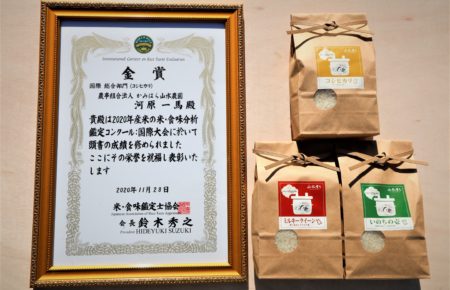 International Contest on Rice Taste Evaluation
金賞
国際 総合部門 (コシヒカリ)
農事組合法人 かみほら山水農園
河原 一馬 殿
貴殿は2020年産米の米・食味分析
鑑定コンクール:国際大会に於いて
頭書の成績を修められました
ここにその栄誉を祝福し表彰いた
します
2020年11月28日
米・食味鑑定士協会
会長 鈴木秀之
President HIDEYUKI SUZUKI
コシヒカリ
ミルキークイーン
いのちの壱